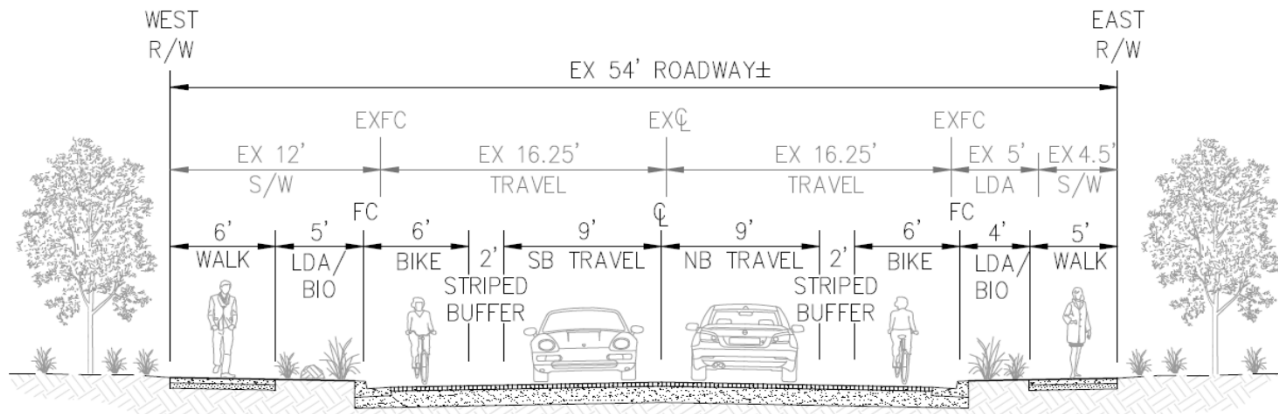 WEST
R/W
EAST
R/W
EX 54' ROADWAY±
EXFC
EX℄
EXFC
EX 12'
S/W
EX 16.25'
TRAVEL
EX 16.25'
TRAVEL
EX 5'
LDA
EX 4.5'
S/W
FC
℄
FC
6'
WALK
5'
LDA/
BIO
6'
BIKE
2'
STRIPED
BUFFER
9'
SB TRAVEL
9'
NB TRAVEL
2'
STRIPED
BUFFER
6'
BIKE
4'
LDA/
BIO
5'
WALK